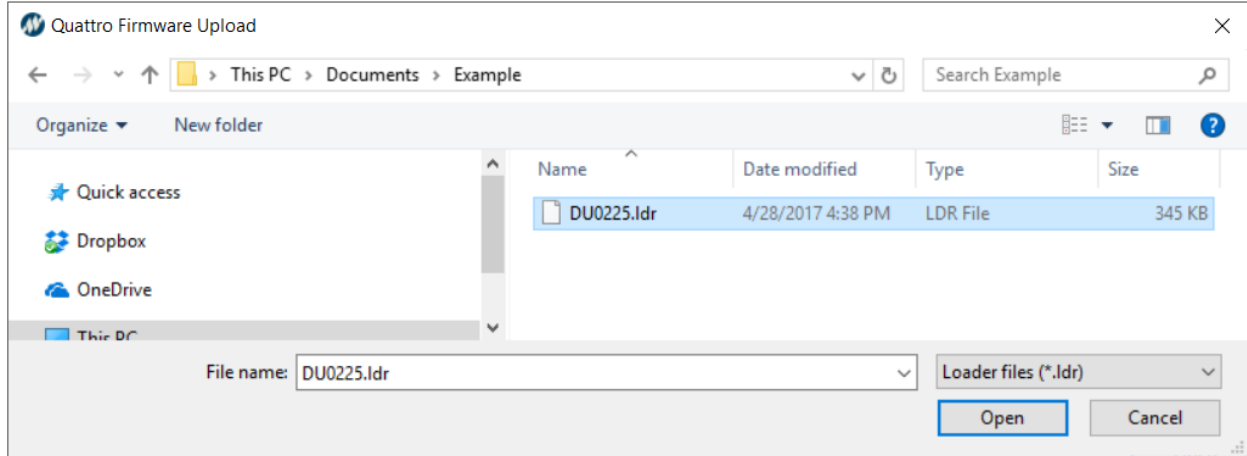 Quattro Firmware Upload
This PC > Documents > Example
Search Example
Organize
New folder
Name
Date modified
Type
Size
Quick access
DU0225.ldr
4/28/2017 4:38 PM
LDR File
345 KB
Dropbox
OneDrive
This PC
File name:
DU0225.ldr
Loader files (*.ldr)
Open
Cancel